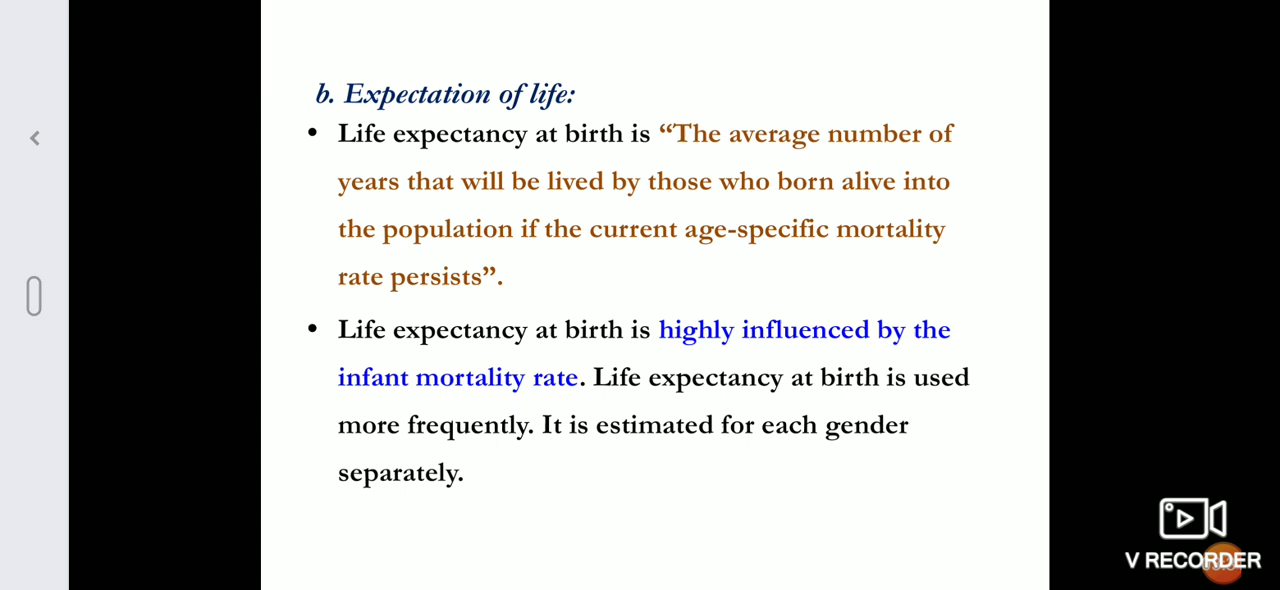 b. Expectation of life:
• Life expectancy at birth is “The average number of
years that will be lived by those who born alive into
the population if the current age-specific mortality
rate persists”.
• Life expectancy at birth is highly influenced by the
infant mortality rate. Life expectancy at birth is used
more frequently. It is estimated for each gender
separately.
V RECORDER